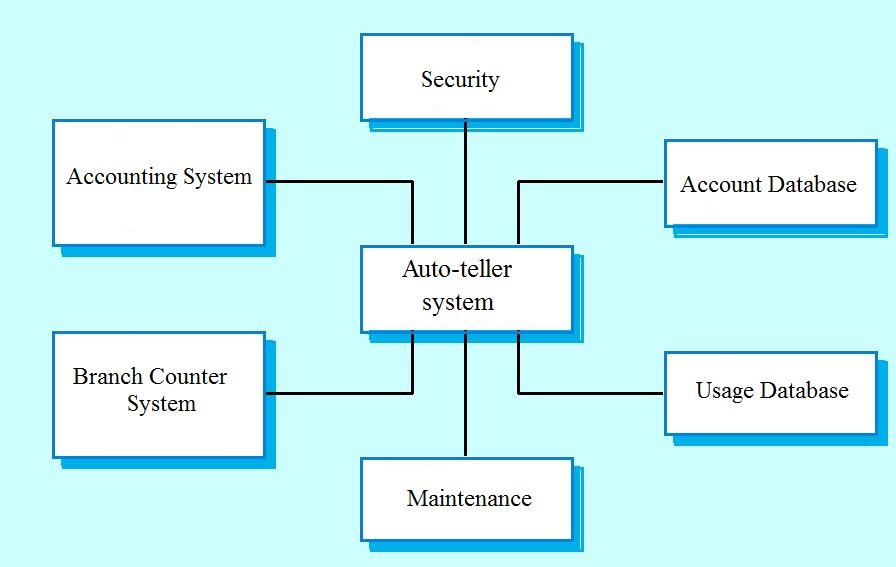 Security
Accounting System
Account Database
Auto-teller
system
Branch Counter
System
Usage Database
Maintenance